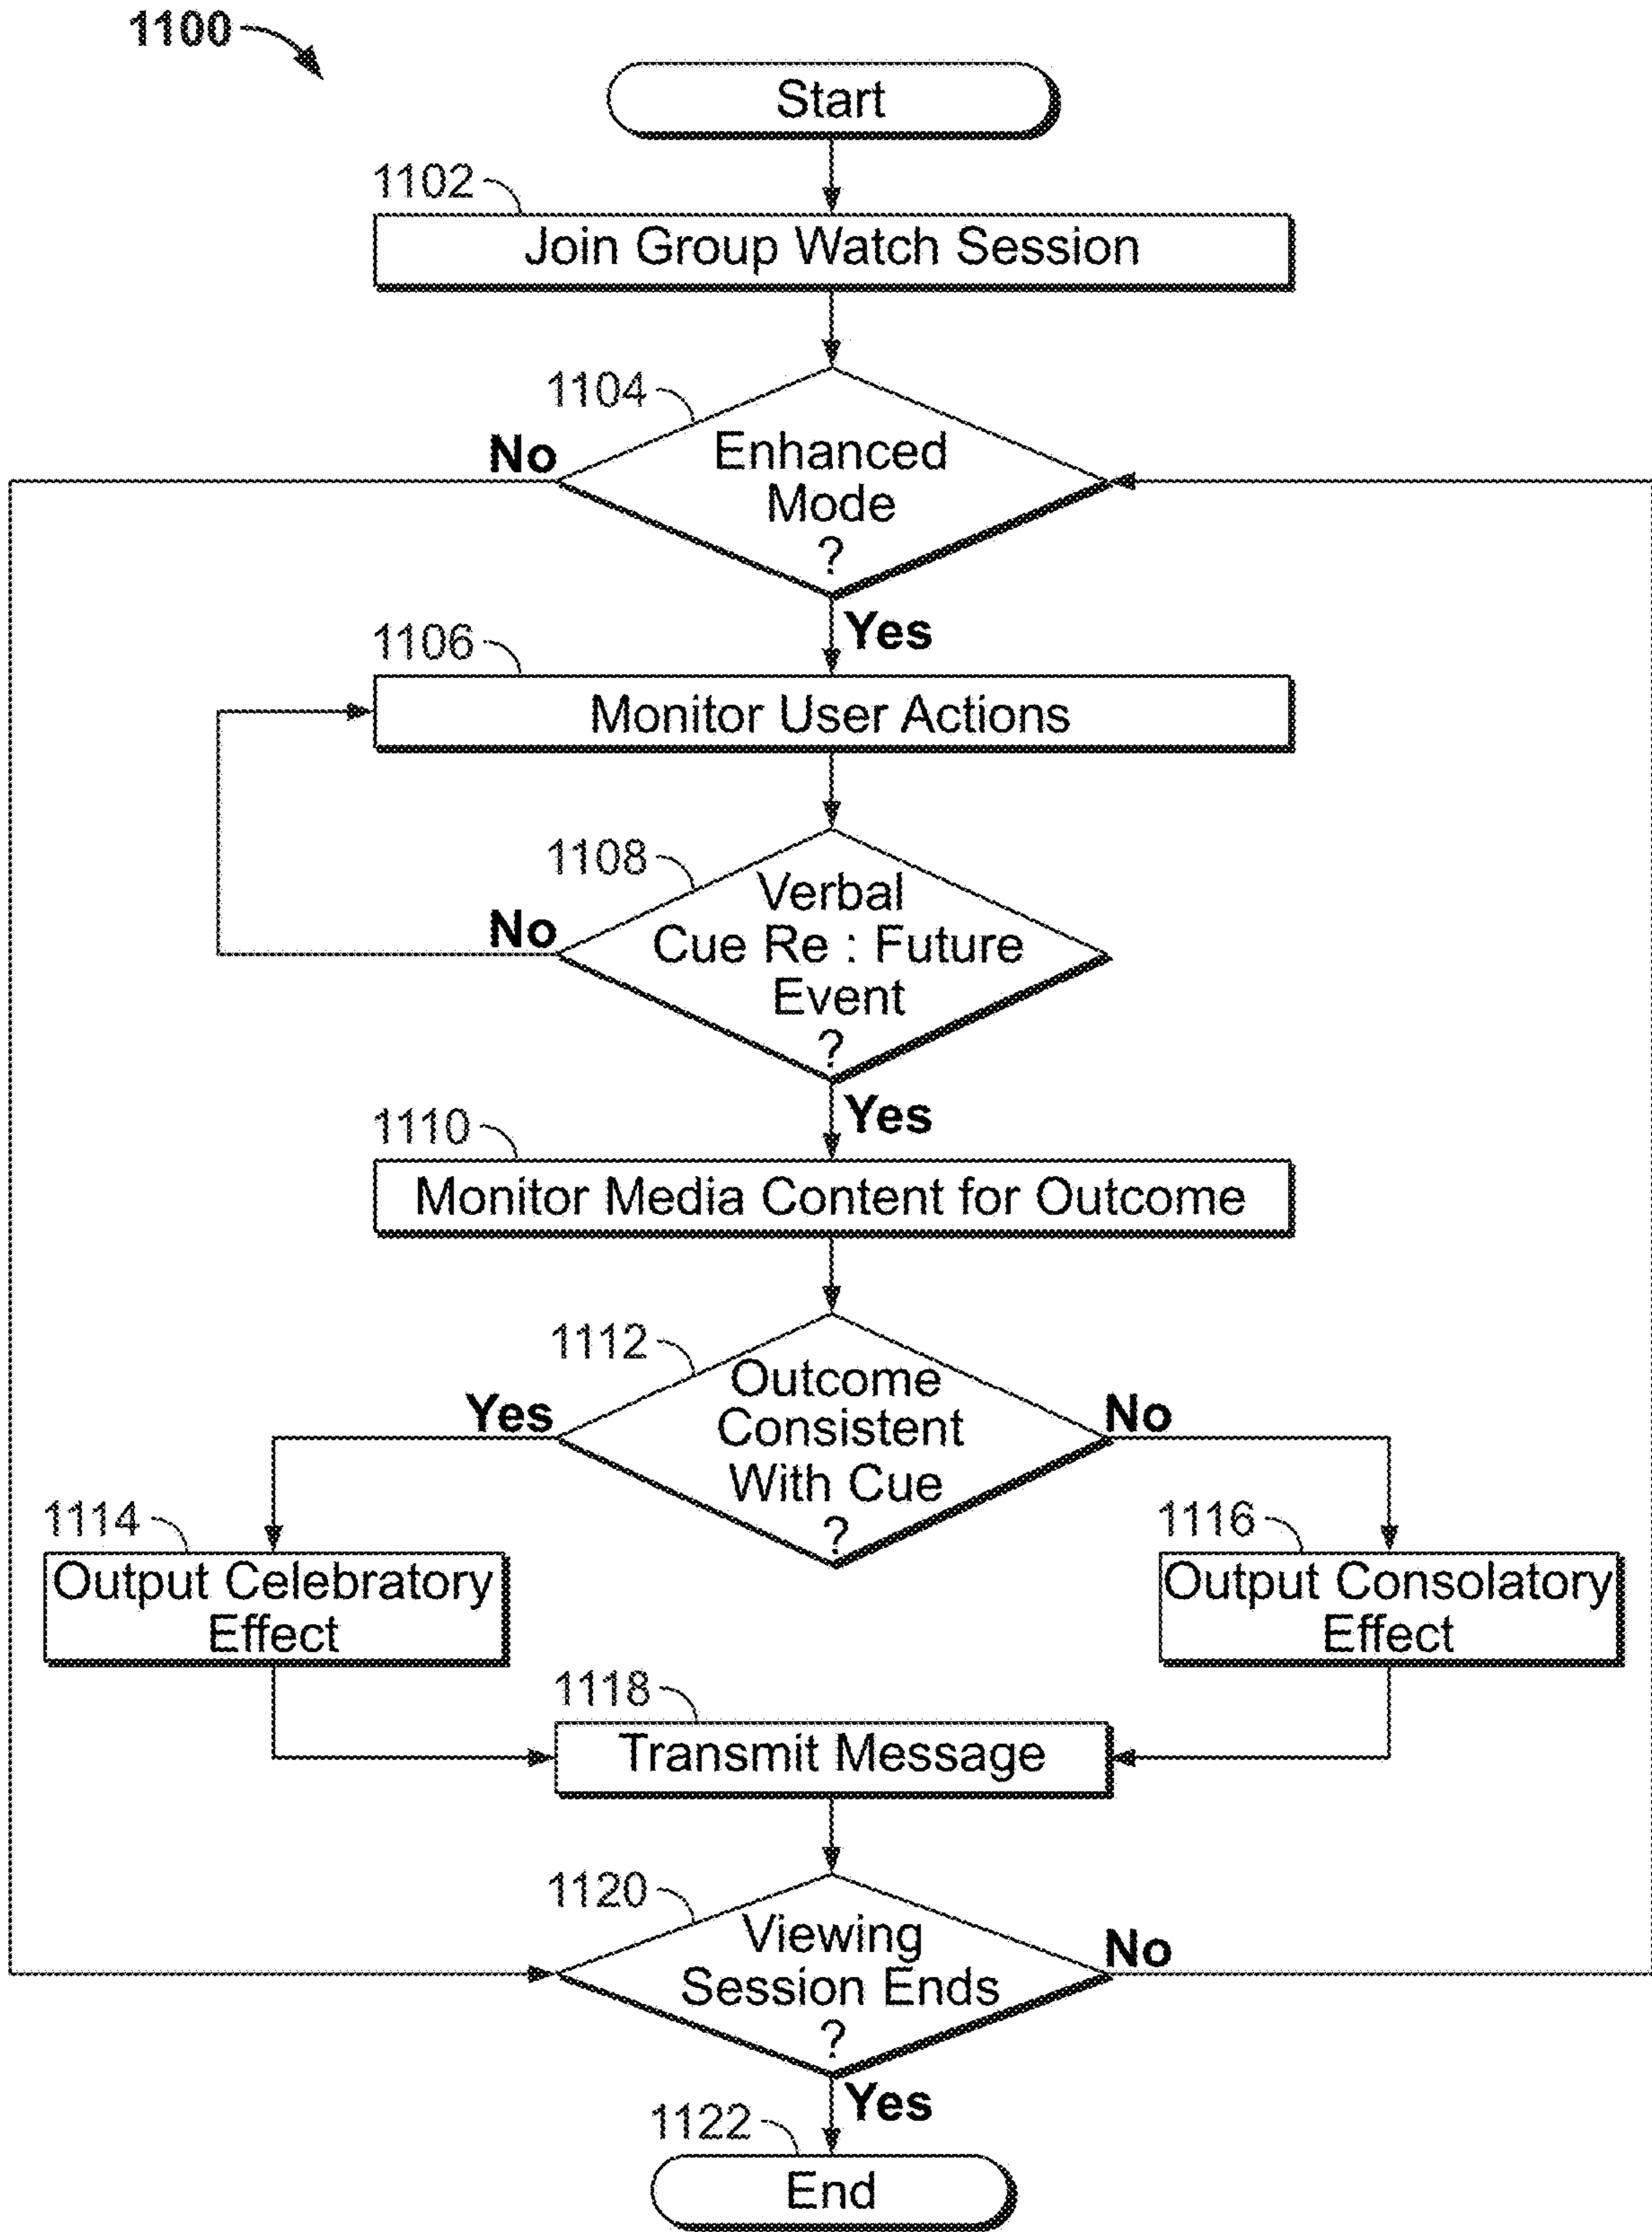 1100
Start
1102
Join Group Watch Session
1104
No
Enhanced
Mode
?
Yes
1106
Monitor User Actions
1108
No
Verbal
Cue Re : Future
Event
?
Yes
1110
Monitor Media Content for Outcome
1112
Yes
Outcome
Consistent
With Cue
?
No
1114
Output Celebratory
Effect
1116
Output Consolatory
Effect
1118
Transmit Message
1120
Viewing
Session Ends
?
No
Yes
1122
End